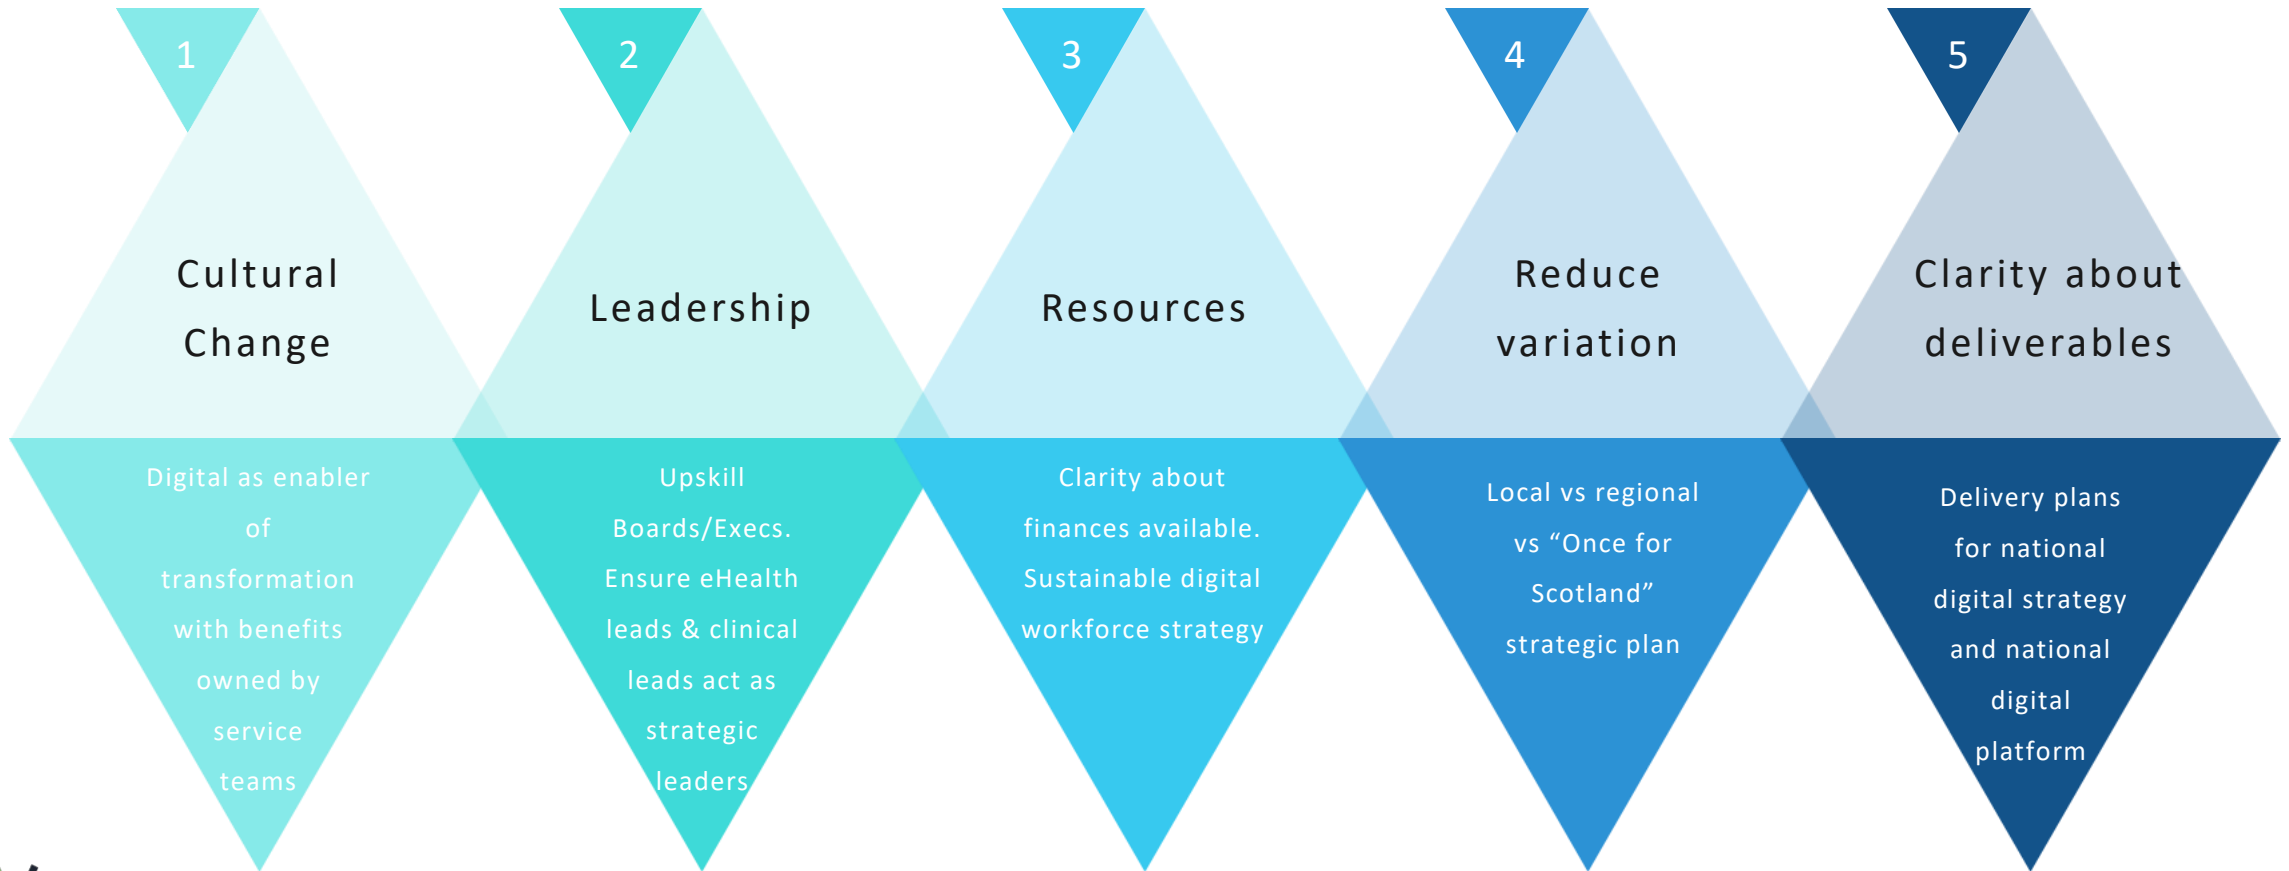 1
Cultural
Change
Digital as enabler
of
transformation
with benefits
owned by
service
teams
2
Leadership
Upskill
Boards/Execs.
Ensure eHealth
leads & clinical
leads act as
strategic
leaders
3
Resources
Clarity about
finances available.
Sustainable digital
workforce strategy
4
Reduce
variation
Local vs regional
vs “Once for
Scotland”
strategic plan
5
Clarity about
deliverables
Delivery plans
for national
digital strategy
and national
digital
platform